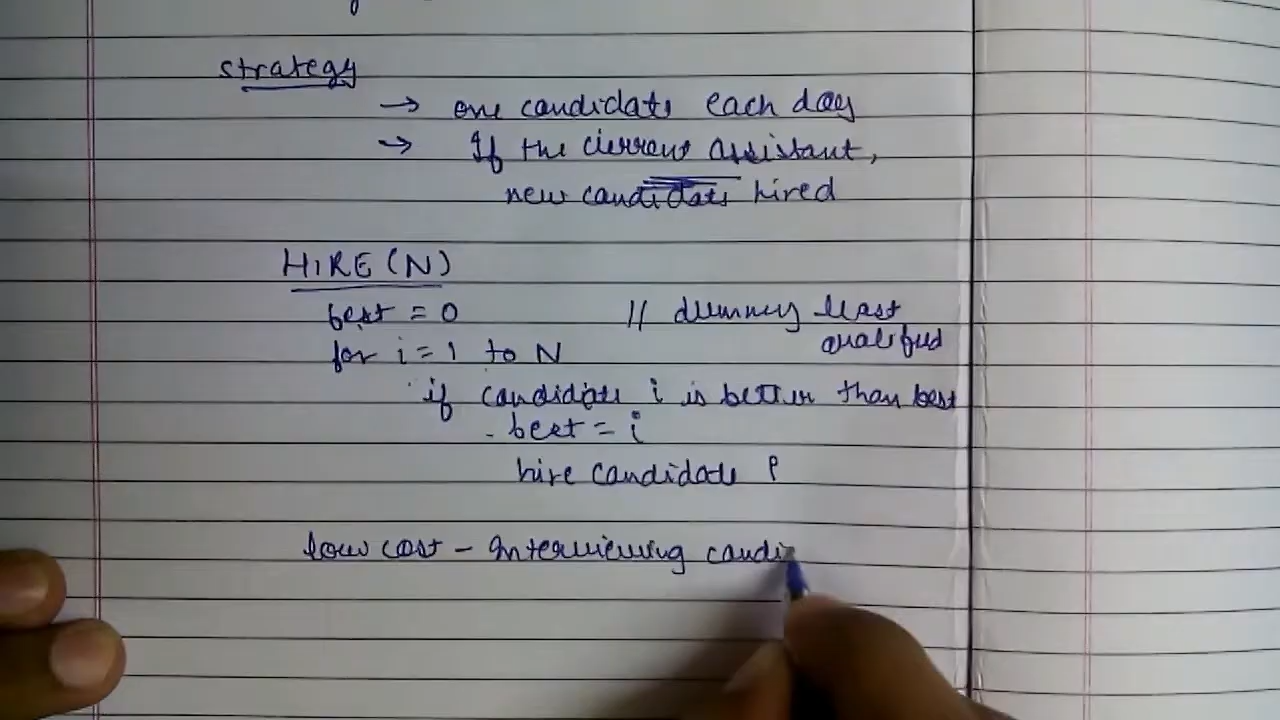 strategy
→ one candidate each day
→ If the current assistant,
new candidate hired
HIRE (N)
best = 0 // dummy least
qualified
for i = 1 to N
if candidate i is better than best
best = i
hire candidate i
low cost - Interviewing candi